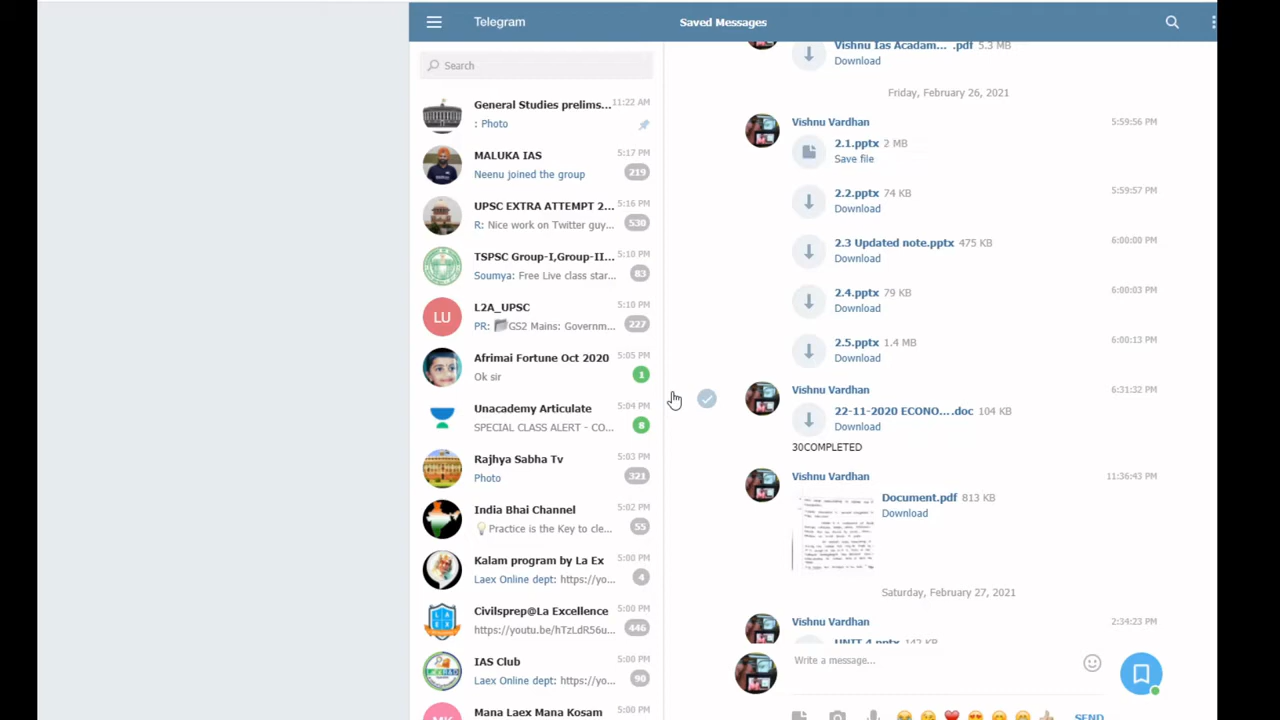 Telegram
Saved Messages
Search
General Studies prelims... 11:22 AM
: Photo
MALUKA IAS 5:17 PM
Neenu joined the group 219
UPSC EXTRA ATTEMPT 2... 5:16 PM
R: Nice work on Twitter guy... 530
TSPSC Group-I,Group-II... 5:10 PM
Soumya: Free Live class star... 83
LU
L2A_UPSC 5:10 PM
PR: GS2 Mains: Governm... 227
Afrimai Fortune Oct 2020 5:05 PM
Ok sir 1
Unacademy Articulate 5:04 PM
SPECIAL CLASS ALERT - CO... 8
Rajhya Sabha Tv 5:03 PM
Photo 321
India Bhai Channel 5:02 PM
Practice is the Key to cle... 55
Kalam program by La Ex 5:00 PM
Laex Online dept: https://yo... 4
Civilsprep@La Excellence 5:00 PM
https://youtu.be/hTzLdR56u... 446
IAS Club 5:00 PM
Laex Online dept: https://yo... 90
MK
Mana Laex Mana Kosam 5:00 PM
Vishnu Ias Acadam... .pdf 5.3 MB
Download
Friday, February 26, 2021
Vishnu Vardhan 5:59:56 PM
2.1.pptx 2 MB
Save file
2.2.pptx 74 KB 5:59:57 PM
Download
2.3 Updated note.pptx 475 KB 6:00:00 PM
Download
2.4.pptx 79 KB 6:00:03 PM
Download
2.5.pptx 1.4 MB 6:00:13 PM
Download
Vishnu Vardhan 6:31:32 PM
22-11-2020 ECONO....doc 104 KB
Download
30COMPLETED
Vishnu Vardhan 11:36:43 PM
Document.pdf 813 KB
Download
Saturday, February 27, 2021
Vishnu Vardhan 2:34:23 PM
UNIT 4.pptx 142 KB
Write a message...
SEND